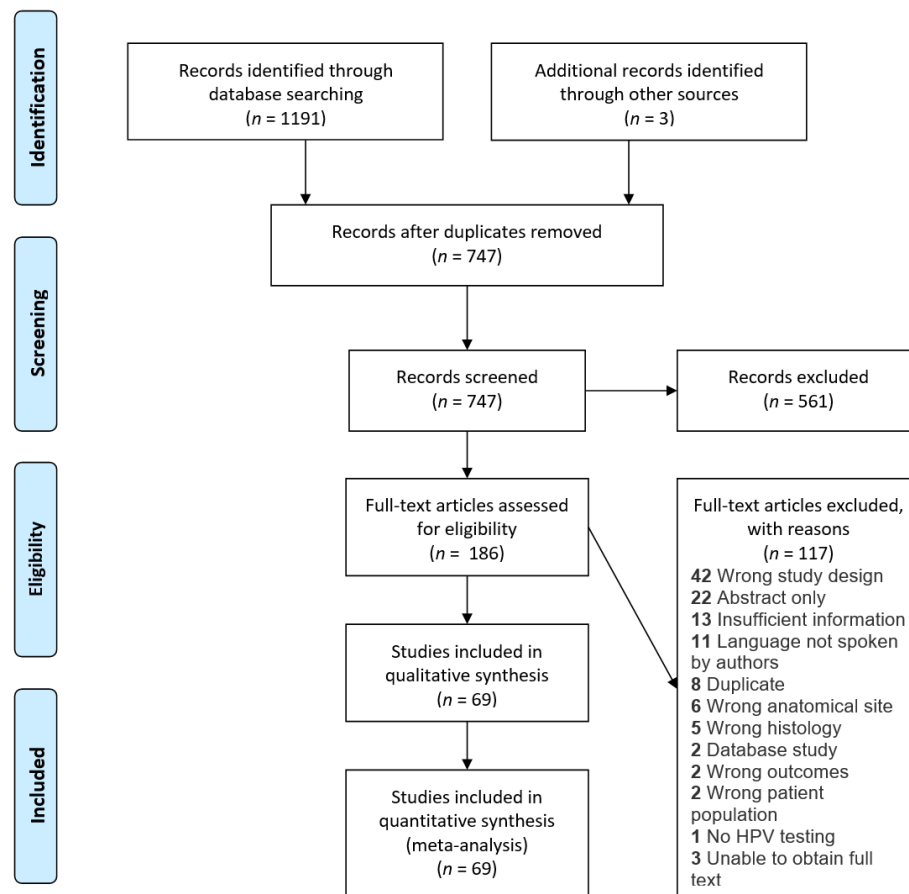 Identification
Records identified through
database searching
(n = 1191)
Additional records identified
through other sources
(n = 3)
Records after duplicates removed
(n = 747)
Screening
Records screened
(n = 747)
Records excluded
(n = 561)
Eligibility
Full-text articles assessed
for eligibility
(n = 186)
Full-text articles excluded,
with reasons
(n = 117)
42 Wrong study design
22 Abstract only
13 Insufficient information
11 Language not spoken
by authors
8 Duplicate
6 Wrong anatomical site
5 Wrong histology
2 Database study
2 Wrong outcomes
2 Wrong patient
population
1 No HPV testing
3 Unable to obtain full
text
Studies included in
qualitative synthesis
(n = 69)
Included
Studies included in
quantitative synthesis
(meta-analysis)
(n = 69)